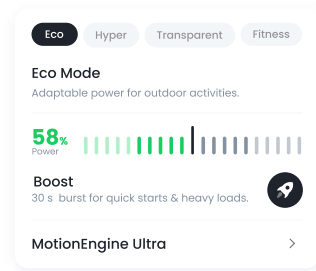 Eco Hyper Transparent Fitness
Eco Mode
Adaptable power for outdoor activities.
58%
Power
Boost
30 s burst for quick starts & heavy loads.
MotionEngine Ultra